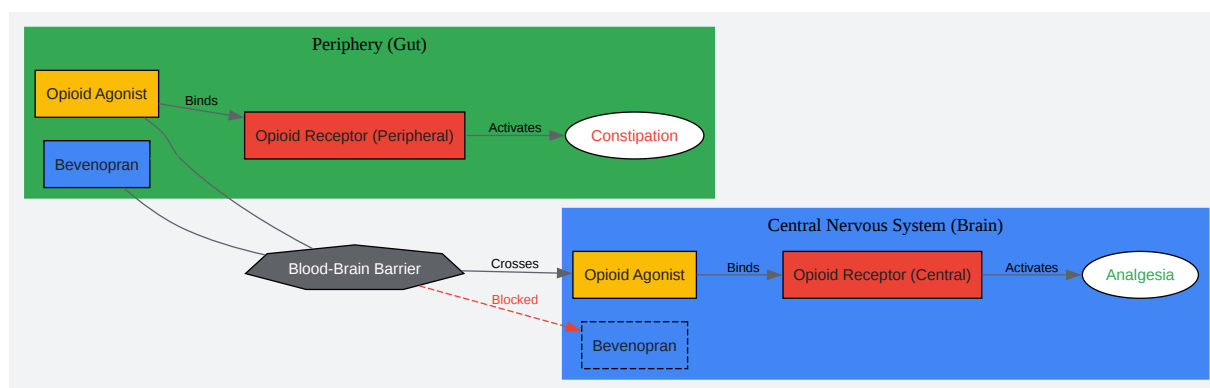 Periphery (Gut)
Opioid Agonist
Binds
Opioid Receptor (Peripheral)
Activates
Constipation
Bevenopran
Blood-Brain Barrier
Crosses
Blocked
Central Nervous System (Brain)
Opioid Agonist
Binds
Opioid Receptor (Central)
Activates
Analgesia
Bevenopran